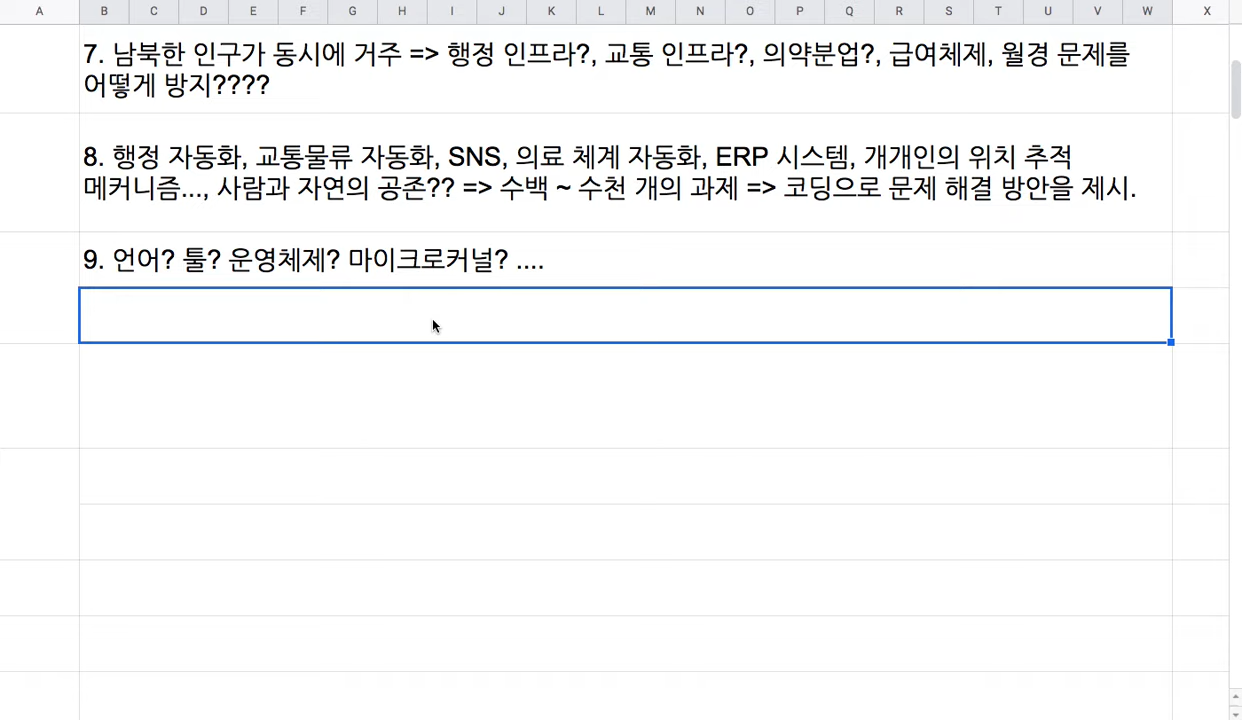 A B C D E F G H I J K L M N O P Q R S T U V W X
7. 남북한 인구가 동시에 거주 => 행정 인프라?, 교통 인프라?, 의약분업?, 급여체제, 월경 문제를
어떻게 방지????
8. 행정 자동화, 교통물류 자동화, SNS, 의료 체계 자동화, ERP 시스템, 개개인의 위치 추적
메커니즘..., 사람과 자연의 공존?? => 수백 ~ 수천 개의 과제 => 코딩으로 문제 해결 방안을 제시.
9. 언어? 툴? 운영체제? 마이크로커널? ....